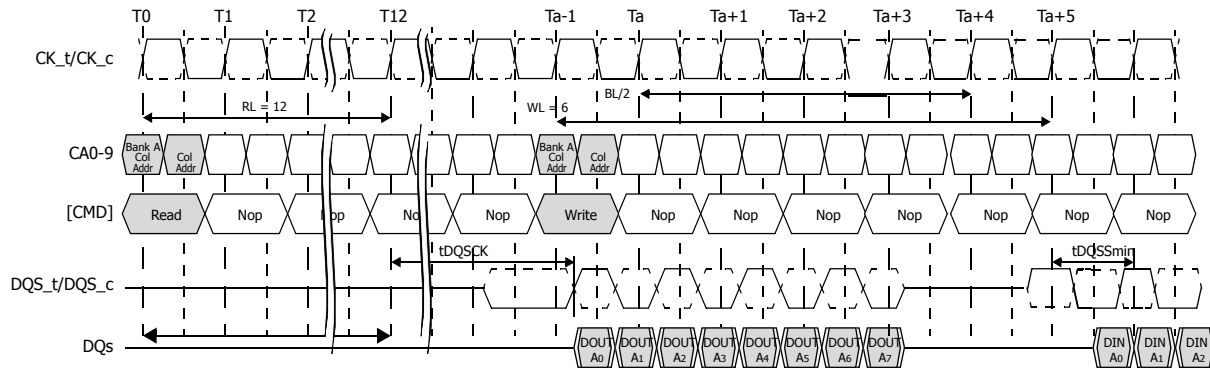 T0 T1 T2 T12 Ta-1 Ta Ta+1 Ta+2 Ta+3 Ta+4 Ta+5
CK_t/CK_c
RL = 12 WL = 6 BL/2
CA0-9 Bank A Col Addr Col Addr Bank A Col Addr Col Addr
[CMD] Read Nop Nop Nop Nop Write Nop Nop Nop Nop Nop Nop Nop
tDQSCK tDQSSmin
DQS_t/DQS_c
DQs DOUT A0 DOUT A1 DOUT A2 DOUT A3 DOUT A4 DOUT A5 DOUT A6 DOUT A7 DIN A0 DIN A1 DIN A2